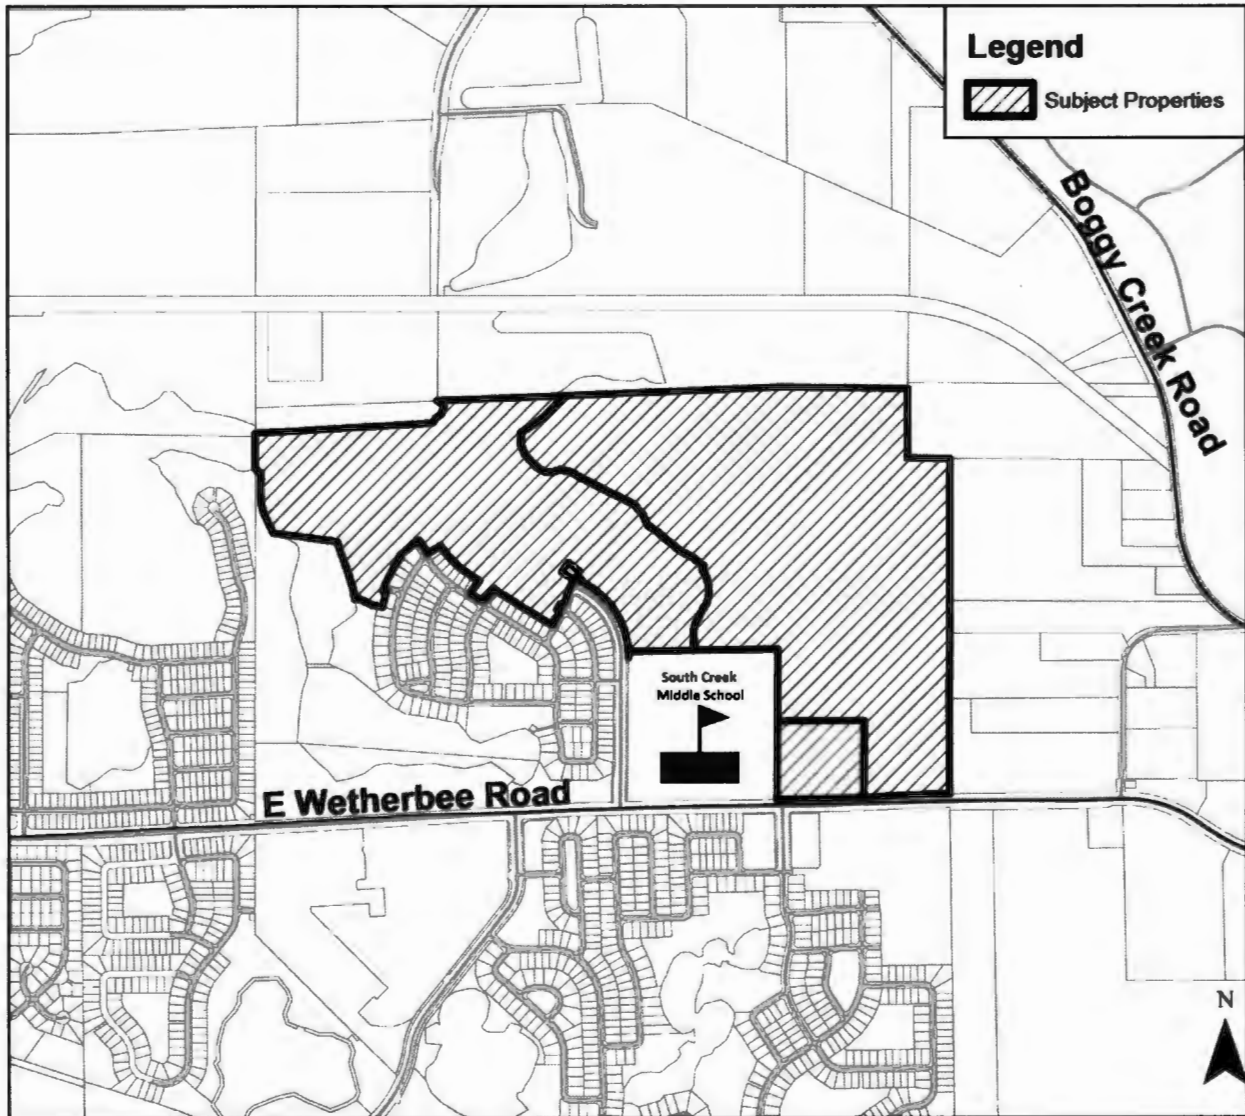 Legend
Subject Properties
Boggy Creek Road
South Creek
Middle School
E Wetherbee Road
N